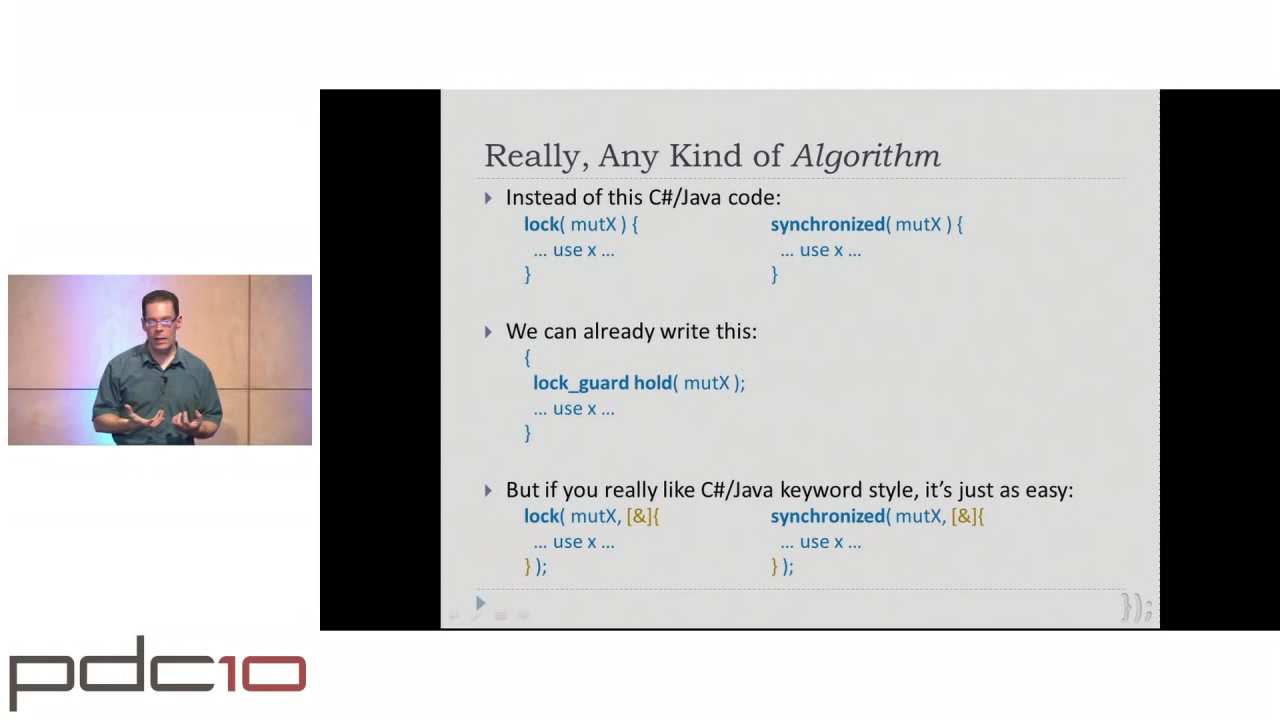 Really, Any Kind of Algorithm
Instead of this C#/Java code:
lock( mutX ) {
... use x ...
}
synchronized( mutX ) {
... use x ...
}
We can already write this:
{
lock_guard hold( mutX );
... use x ...
}
But if you really like C#/Java keyword style, it's just as easy:
lock( mutX, [&]{
... use x ...
} );
synchronized( mutX, [&]{
... use x ...
} );
});
pdc10